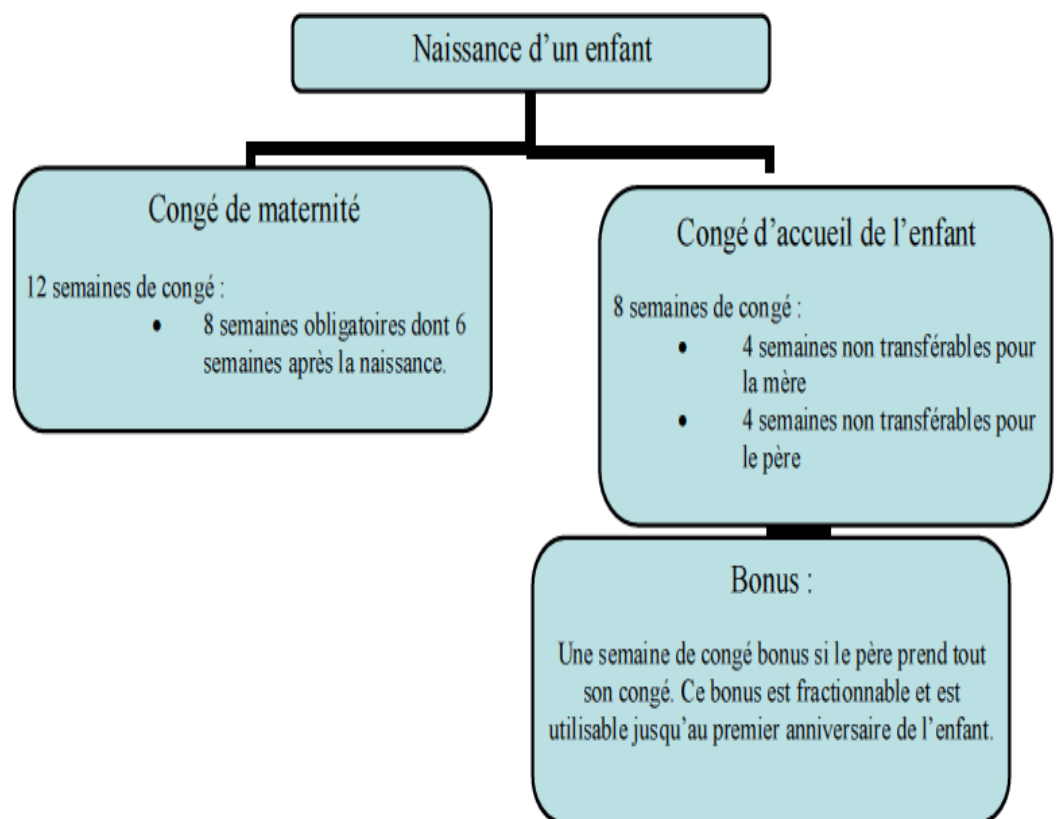 Naissance d’un enfant
Congé de maternité
12 semaines de congé :
• 8 semaines obligatoires dont 6
semaines après la naissance.
Congé d’accueil de l’enfant
8 semaines de congé :
• 4 semaines non transférables pour
la mère
• 4 semaines non transférables pour
le père
Bonus :
Une semaine de congé bonus si le père prend tout
son congé. Ce bonus est fractionnable et est
utilisable jusqu’au premier anniversaire de l’enfant.